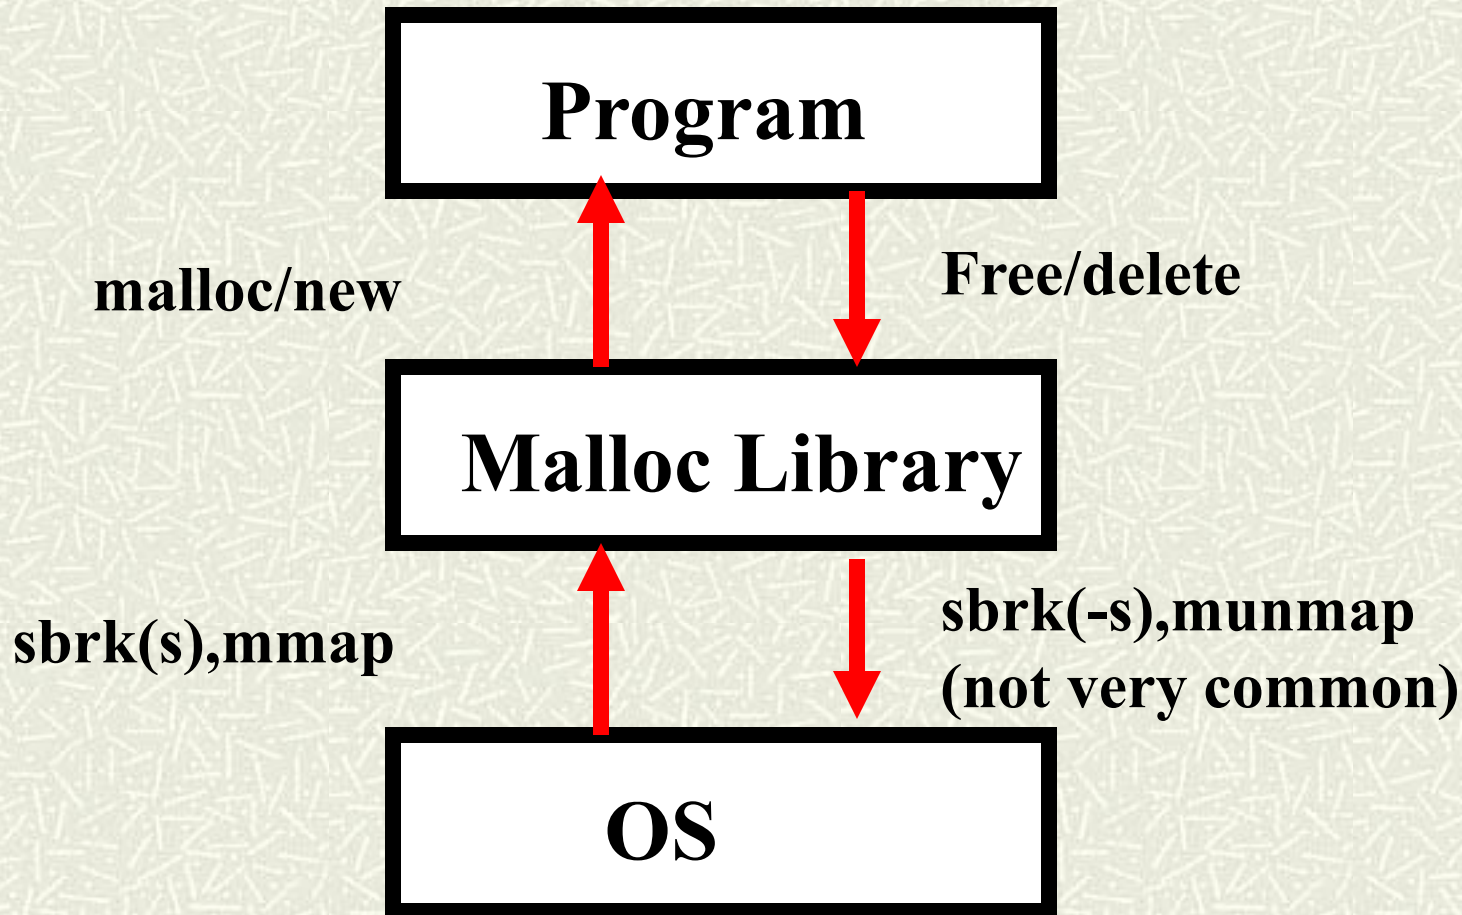 Program
malloc/new
Free/delete
Malloc Library
sbrk(s),mmap
sbrk(-s),munmap
(not very common)
OS